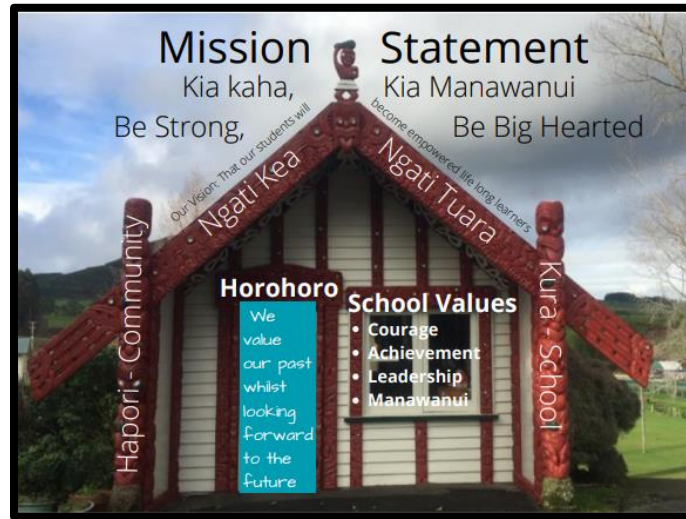 Mission Statement
Kia kaha, Kia Manawanui
Be Strong, Be Big Hearted
Our Vision: That our students will
become empowered life long learners
Ngati Kea
Ngati Tuara
Hapori - Community
Kura - School
Horohoro
We
value
our past
whilst
looking
forward
to the
future
School Values
• Courage
• Achievement
• Leadership
• Manawanui